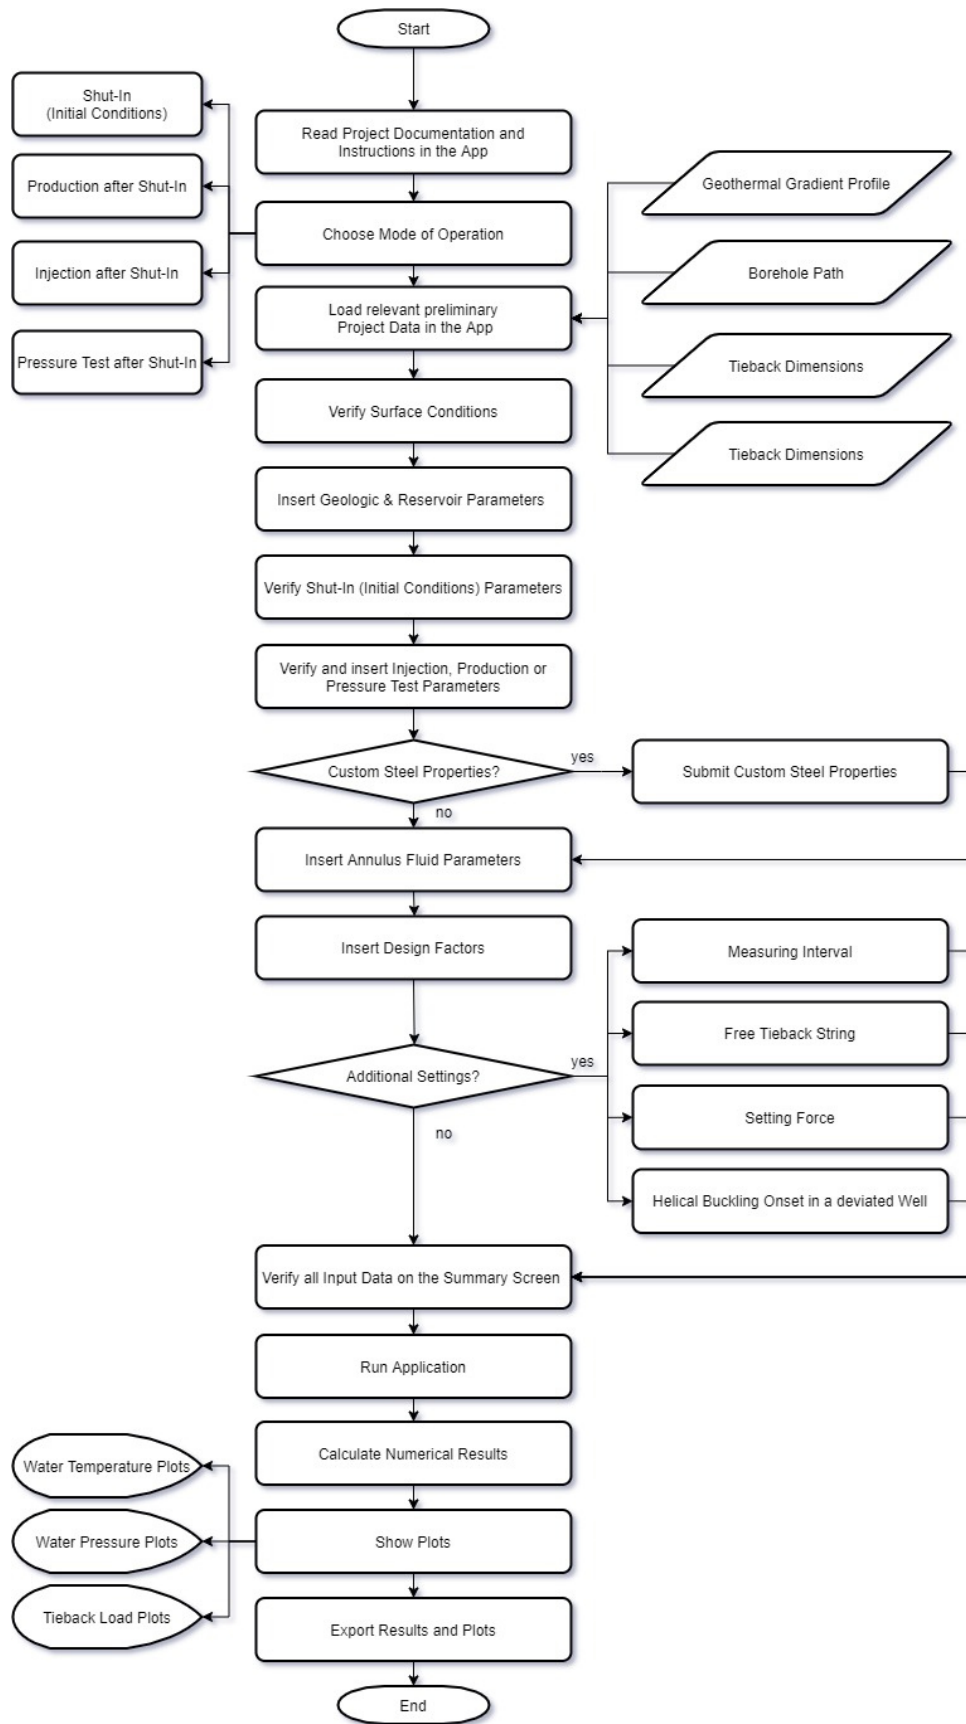 Start
Read Project Documentation and
Instructions in the App
Shut-In
(Initial Conditions)
Production after Shut-In
Injection after Shut-In
Pressure Test after Shut-In
Choose Mode of Operation
Load relevant preliminary
Project Data in the App
Geothermal Gradient Profile
Borehole Path
Tieback Dimensions
Tieback Dimensions
Verify Surface Conditions
Insert Geologic & Reservoir Parameters
Verify Shut-In (Initial Conditions) Parameters
Verify and insert Injection, Production or
Pressure Test Parameters
Custom Steel Properties?
yes
Submit Custom Steel Properties
no
Insert Annulus Fluid Parameters
Insert Design Factors
Additional Settings?
yes
Measuring Interval
Free Tieback String
Setting Force
Helical Buckling Onset in a deviated Well
no
Verify all Input Data on the Summary Screen
Run Application
Calculate Numerical Results
Show Plots
Water Temperature Plots
Water Pressure Plots
Tieback Load Plots
Export Results and Plots
End